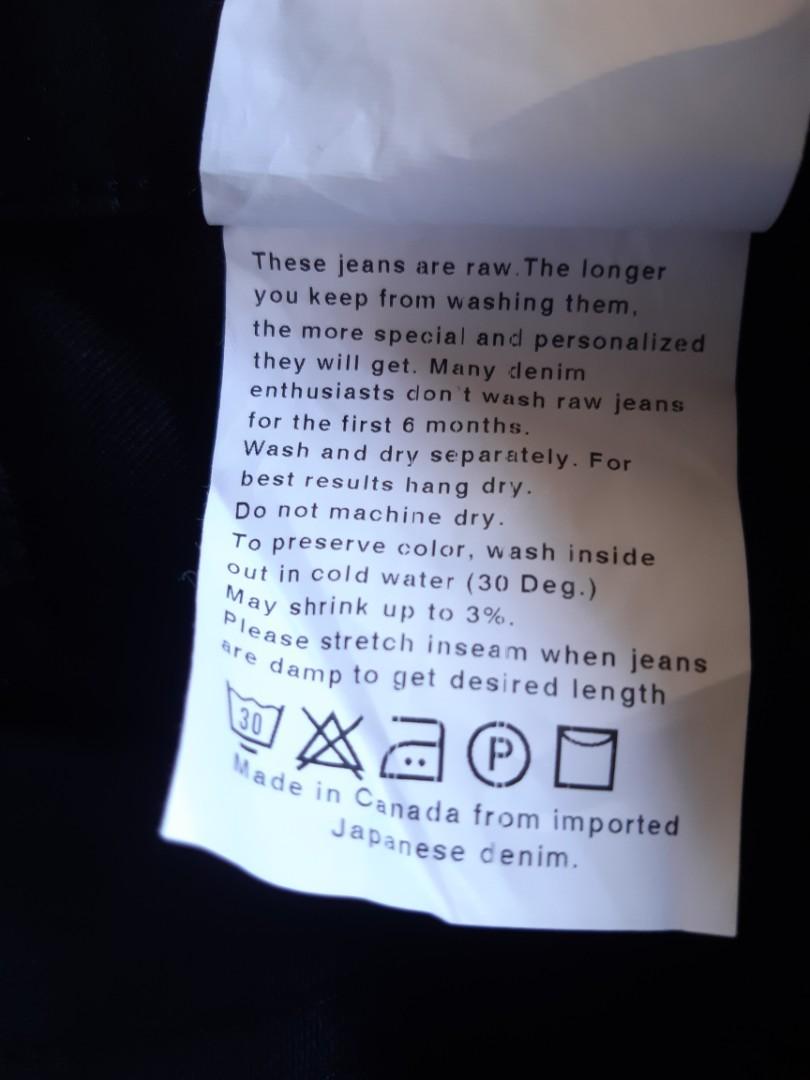 These jeans are raw.The longer
you keep from washing them,
the more special and personalized
they will get. Many denim
enthusiasts don't wash raw jeans
for the first 6 months.
Wash and dry separately. For
best results hang dry.
Do not machine dry.
To preserve color, wash inside
out in cold water (30 Deg.)
May shrink up to 3%.
Please stretch inseam when jeans
are damp to get desired length
30 P
Made in Canada from imported
Japanese denim.